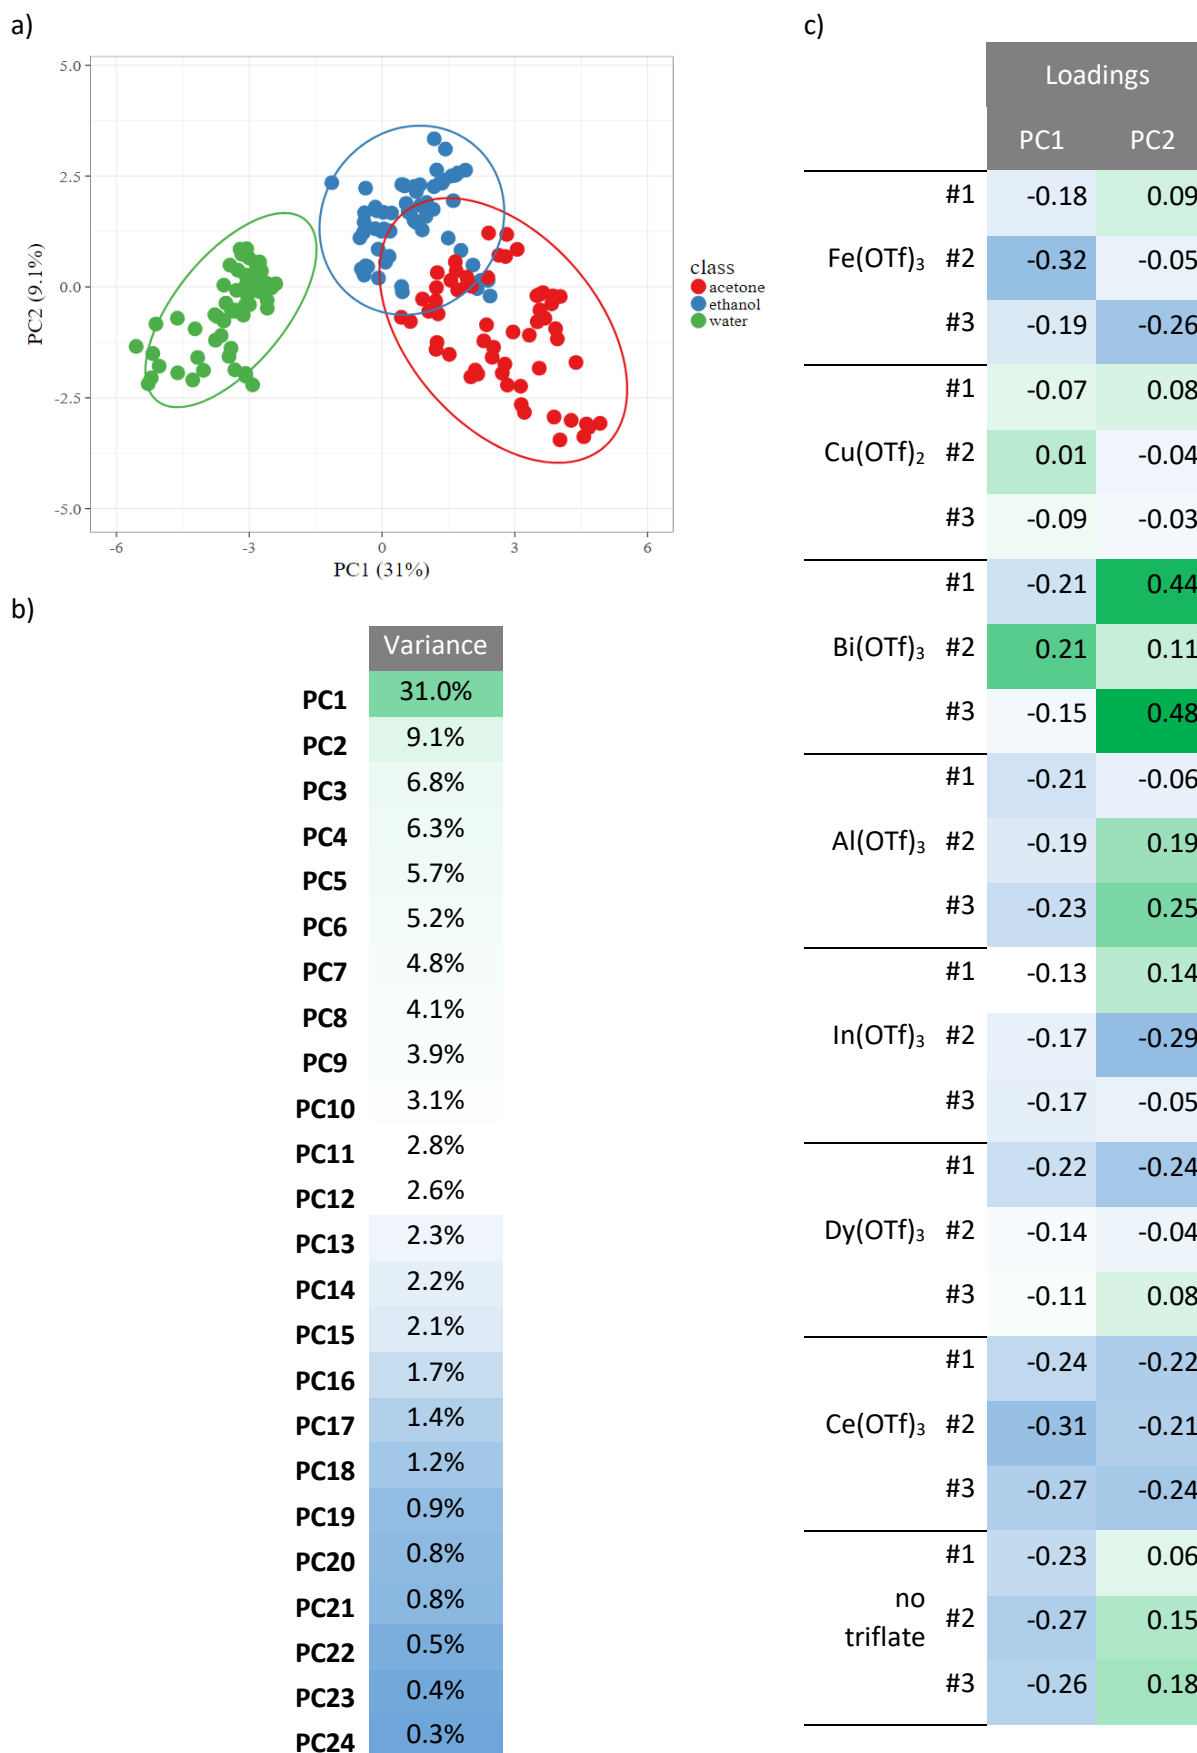 a)
5.0
2.5
0.0
-2.5
-5.0
PC2 (9.1%)
-6 -3 0 3 6
PC1 (31%)
class
acetone
ethanol
water
b)
Variance
PC1 31.0%
PC2 9.1%
PC3 6.8%
PC4 6.3%
PC5 5.7%
PC6 5.2%
PC7 4.8%
PC8 4.1%
PC9 3.9%
PC10 3.1%
PC11 2.8%
PC12 2.6%
PC13 2.3%
PC14 2.2%
PC15 2.1%
PC16 1.7%
PC17 1.4%
PC18 1.2%
PC19 0.9%
PC20 0.8%
PC21 0.8%
PC22 0.5%
PC23 0.4%
PC24 0.3%
c)
Loadings
PC1 PC2
#1 -0.18 0.09
Fe(OTf)₃ #2 -0.32 -0.05
#3 -0.19 -0.26
#1 -0.07 0.08
Cu(OTf)₂ #2 0.01 -0.04
#3 -0.09 -0.03
#1 -0.21 0.44
Bi(OTf)₃ #2 0.21 0.11
#3 -0.15 0.48
#1 -0.21 -0.06
Al(OTf)₃ #2 -0.19 0.19
#3 -0.23 0.25
#1 -0.13 0.14
In(OTf)₃ #2 -0.17 -0.29
#3 -0.17 -0.05
#1 -0.22 -0.24
Dy(OTf)₃ #2 -0.14 -0.04
#3 -0.11 0.08
#1 -0.24 -0.22
Ce(OTf)₃ #2 -0.31 -0.21
#3 -0.27 -0.24
#1 -0.23 0.06
no
triflate #2 -0.27 0.15
#3 -0.26 0.18